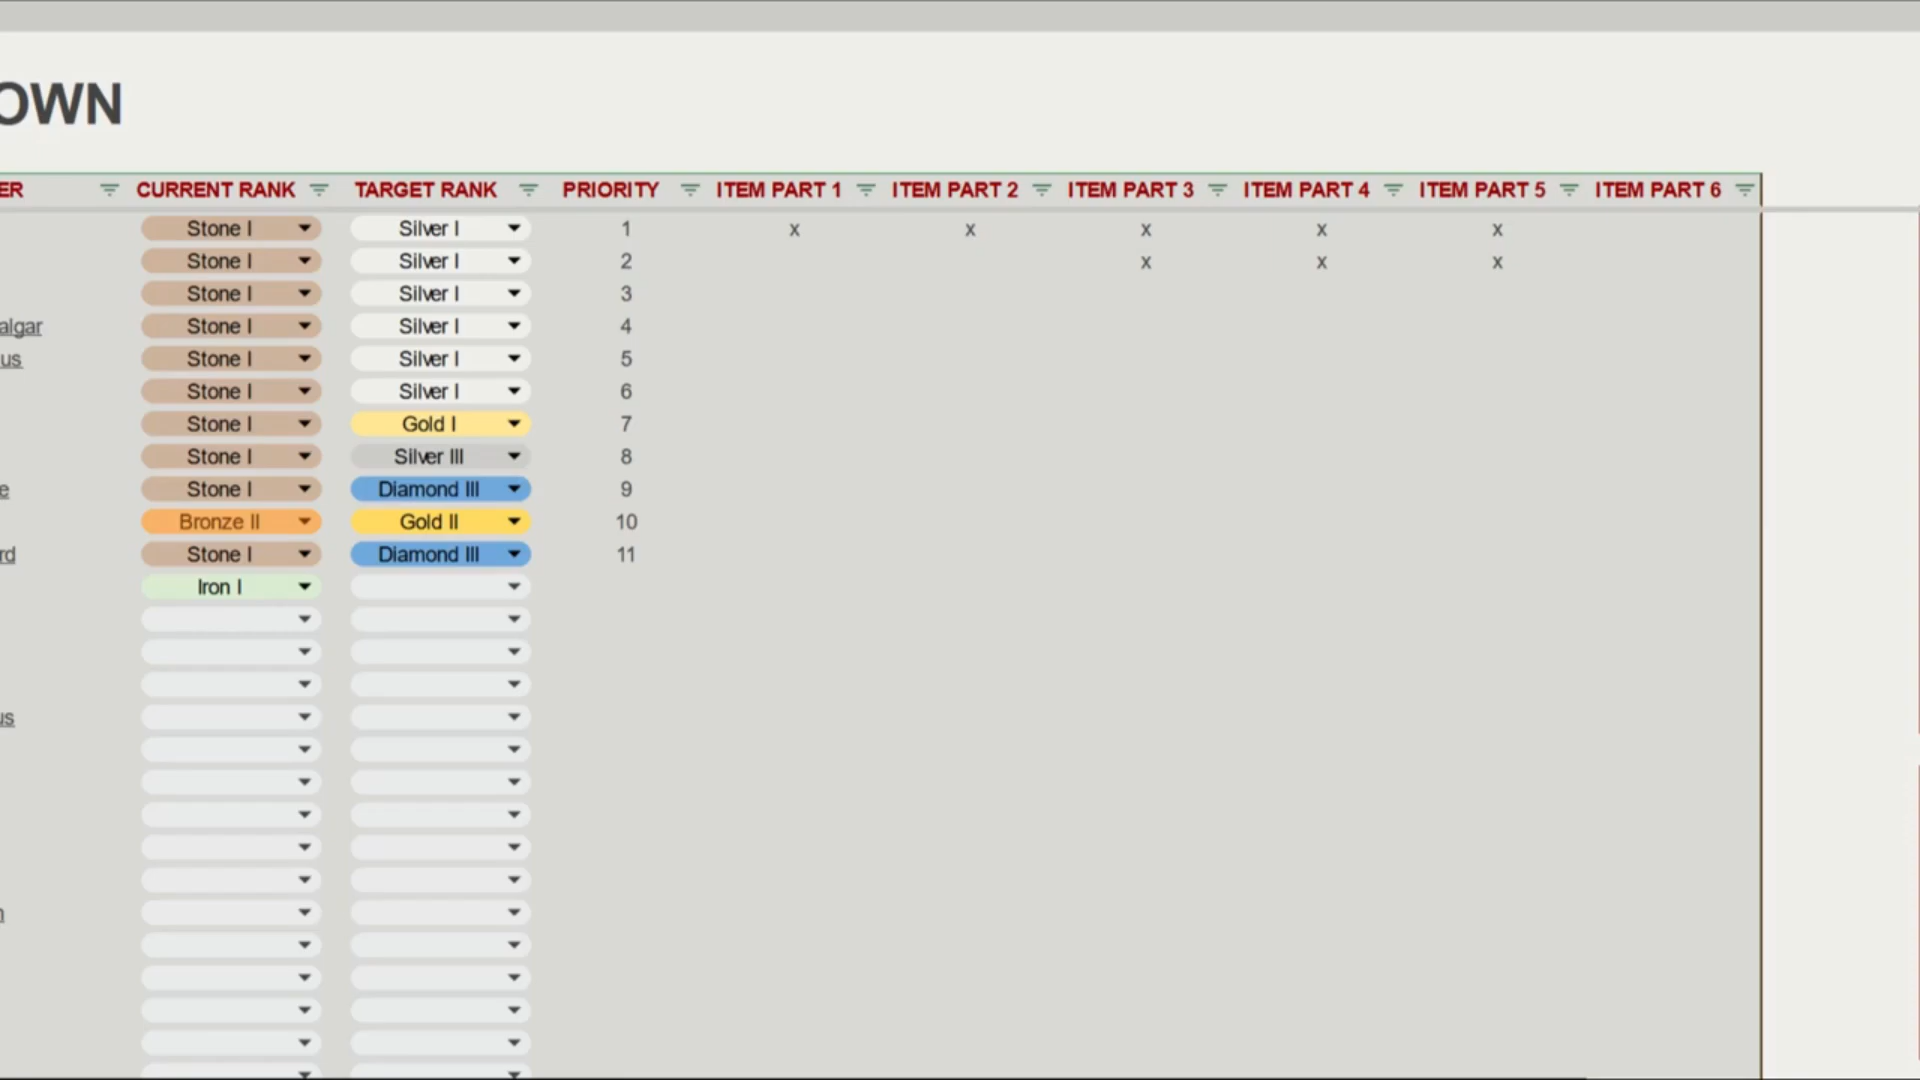 OWN
ER CURRENT RANK TARGET RANK PRIORITY ITEM PART 1 ITEM PART 2 ITEM PART 3 ITEM PART 4 ITEM PART 5 ITEM PART 6
Stone I Silver I 1 x x x x x
Stone I Silver I 2 x x x
Stone I Silver I 3
algar Stone I Silver I 4
us Stone I Silver I 5
Stone I Silver I 6
Stone I Gold I 7
Stone I Silver III 8
e Stone I Diamond III 9
Bronze II Gold II 10
rd Stone I Diamond III 11
Iron I
us
n